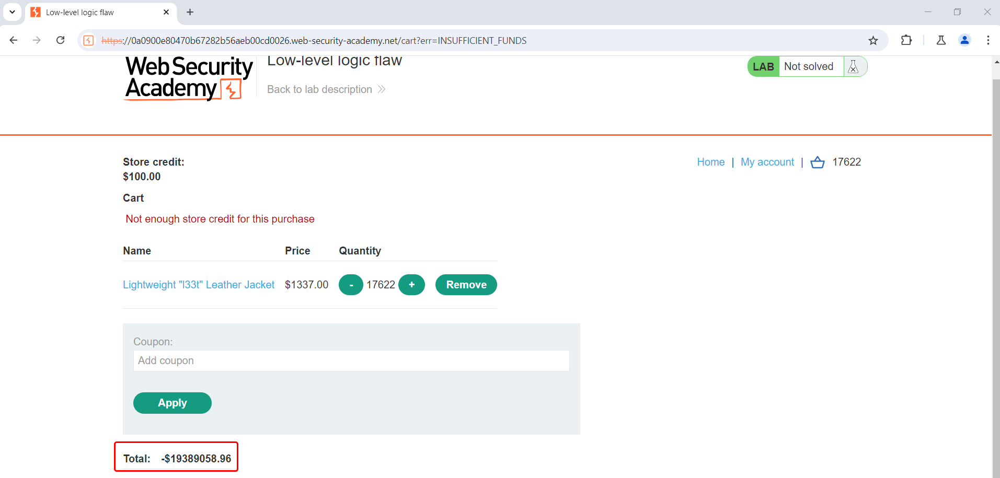 Low-level logic flaw
https://0a0900e80470b67282b56aeb00cd0026.web-security-academy.net/cart?err=INSUFFICIENT_FUNDS
Web Security
Academy
Low-level logic flaw
Back to lab description
LAB Not solved
Store credit:
$100.00
Home | My account | 17622
Cart
Not enough store credit for this purchase
Name Price Quantity
Lightweight "l33t" Leather Jacket $1337.00 - 17622 + Remove
Coupon:
Add coupon
Apply
Total: -$19389058.96